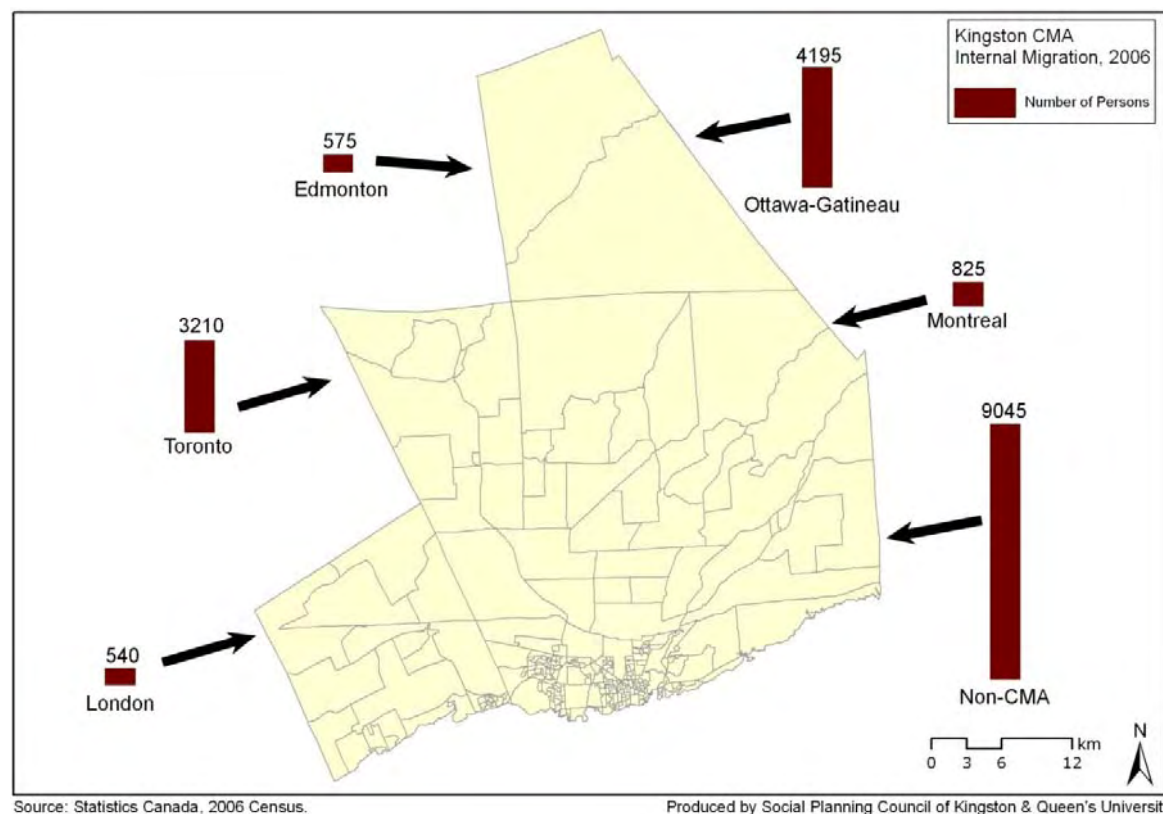 Kingston CMA
Internal Migration, 2006
Number of Persons
4195
Ottawa-Gatineau
575
Edmonton
825
Montreal
3210
Toronto
9045
Non-CMA
540
London
N
km
0 3 6 12
Source: Statistics Canada, 2006 Census.
Produced by Social Planning Council of Kingston & Queen's Universit